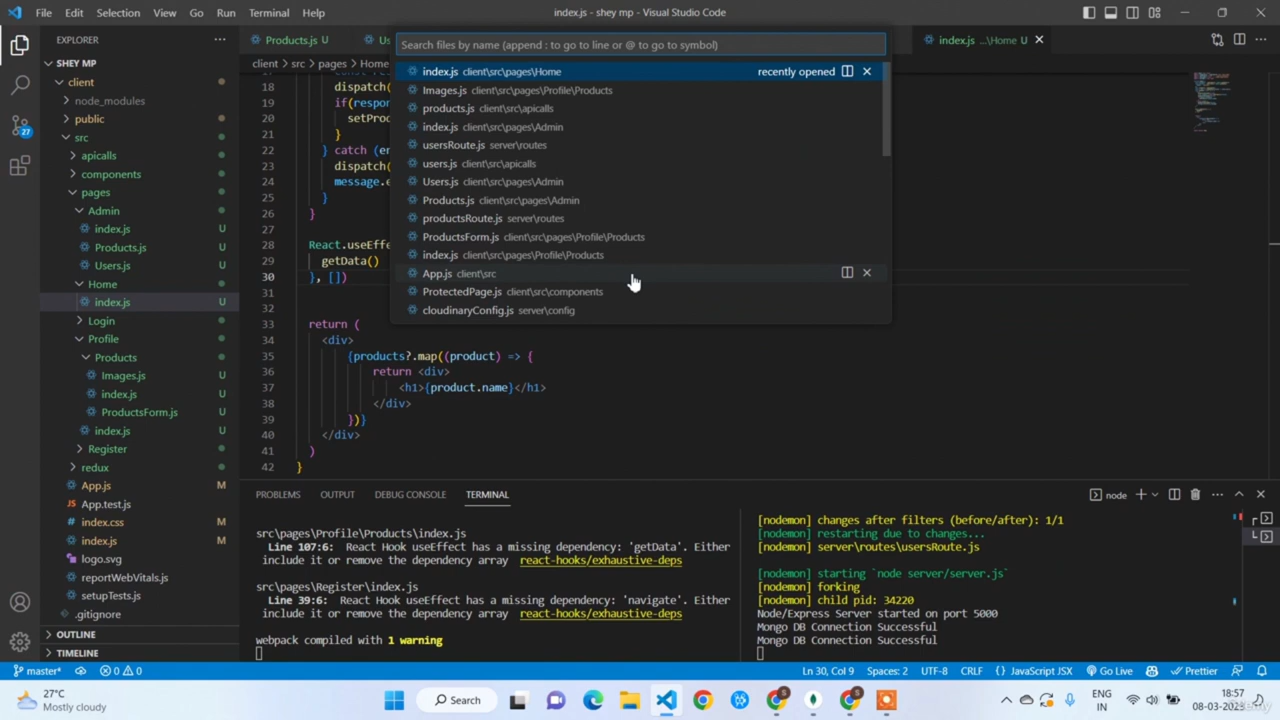 File Edit Selection View Go Run Terminal Help
index.js - shey mp - Visual Studio Code
EXPLORER
Products.js U
Us
index.js ...\Home U
SHEY MP
client
node_modules
public
src
apicalls
components
pages
Admin
index.js U
Products.js U
Users.js U
Home
index.js U
Login
Profile
Products
Images.js U
index.js U
ProductsForm.js U
index.js U
Register
redux
App.js M
App.test.js
index.css M
index.js M
logo.svg
reportWebVitals.js
setupTests.js
.gitignore
OUTLINE
TIMELINE
27
client > src > pages > Home
Search files by name (append : to go to line or @ to go to symbol)
index.js client\src\pages\Home recently opened
Images.js client\src\pages\Profile\Products
products.js client\src\apicalls
index.js client\src\pages\Admin
usersRoute.js server\routes
users.js client\src\apicalls
Users.js client\src\pages\Admin
Products.js client\src\pages\Admin
productsRoute.js server\routes
ProductsForm.js client\src\pages\Profile\Products
index.js client\src\pages\Profile\Products
App.js client\src
ProtectedPage.js client\src\components
cloudinaryConfig.js server\config
18 dispatch(
19 if(respon
20 setProd
21 }
22 } catch (er
23 dispatch(
24 message.e
25 }
26 }
27
28 React.useEffe
29 getData()
30 }, [])
31
32
33 return (
34 <div>
35 {products?.map((product) => {
36 return <div>
37 <h1>{product.name}</h1>
38 </div>
39 })}
40 </div>
41 )
42 }
PROBLEMS OUTPUT DEBUG CONSOLE TERMINAL
node
src\pages\Profile\Products\index.js
Line 107:6: React Hook useEffect has a missing dependency: 'getData'. Either
include it or remove the dependency array react-hooks/exhaustive-deps
src\pages\Register\index.js
Line 39:6: React Hook useEffect has a missing dependency: 'navigate'. Either
include it or remove the dependency array react-hooks/exhaustive-deps
webpack compiled with 1 warning
[nodemon] changes after filters (before/after): 1/1
[nodemon] restarting due to changes...
[nodemon] server\routes\usersRoute.js
[nodemon] starting `node server/server.js`
[nodemon] forking
[nodemon] child pid: 34220
Node/Express Server started on port 5000
Mongo DB Connection Successful
Mongo DB Connection Successful
master* 0 0
Ln 30, Col 9 Spaces: 2 UTF-8 CRLF JavaScript JSX Go Live Prettier
27°C
Mostly cloudy
Search
ENG
IN
18:57
08-03-2023